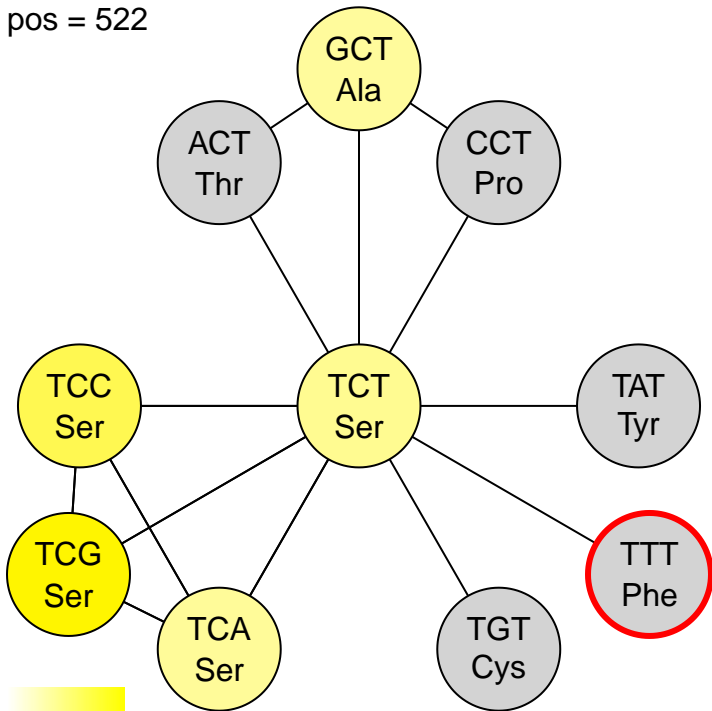 pos = 522
GCT
Ala
ACT
Thr
CCT
Pro
TCC
Ser
TCT
Ser
TAT
Tyr
TCG
Ser
TTT
Phe
TCA
Ser
TGT
Cys